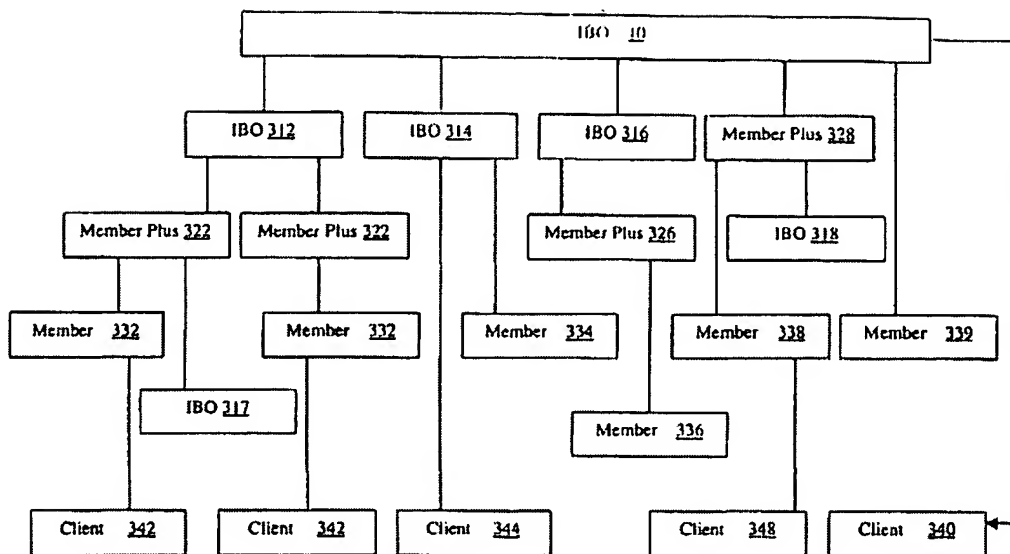 IBO 10
IBO 312
IBO 314
IBO 316
Member Plus 328
Member Plus 322
Member Plus 322
Member Plus 326
IBO 318
Member 332
Member 332
Member 334
Member 338
Member 339
IBO 317
Member 336
Client 342
Client 342
Client 344
Client 348
Client 340